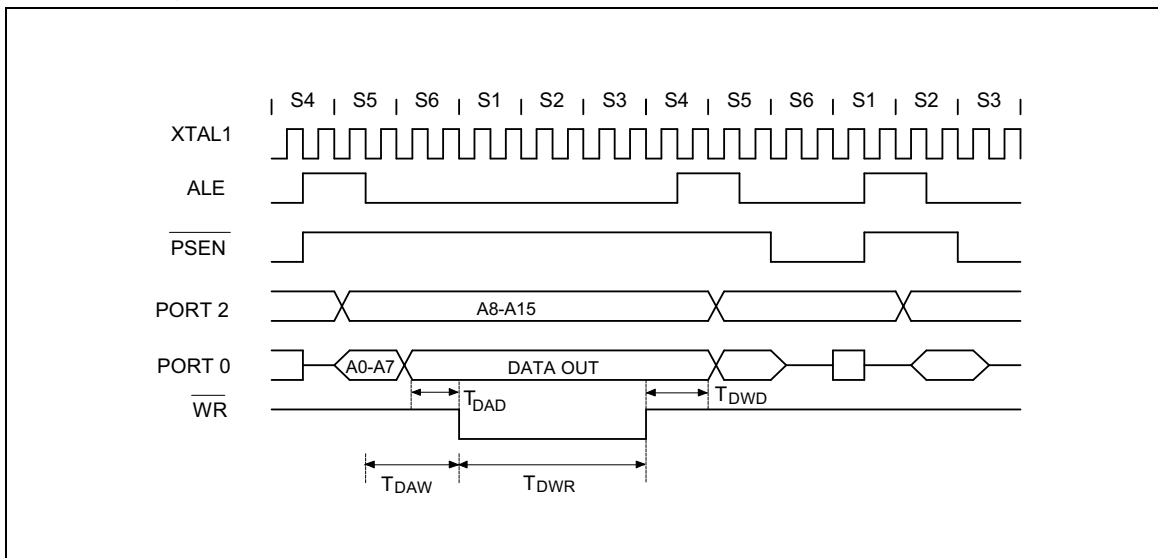 S4 S5 S6 S1 S2 S3 S4 S5 S6 S1 S2 S3
XTAL1
ALE
PSEN
PORT 2 A8-A15
PORT 0 A0-A7 DATA OUT
TDAD TDWD
WR
TDAW TDWR